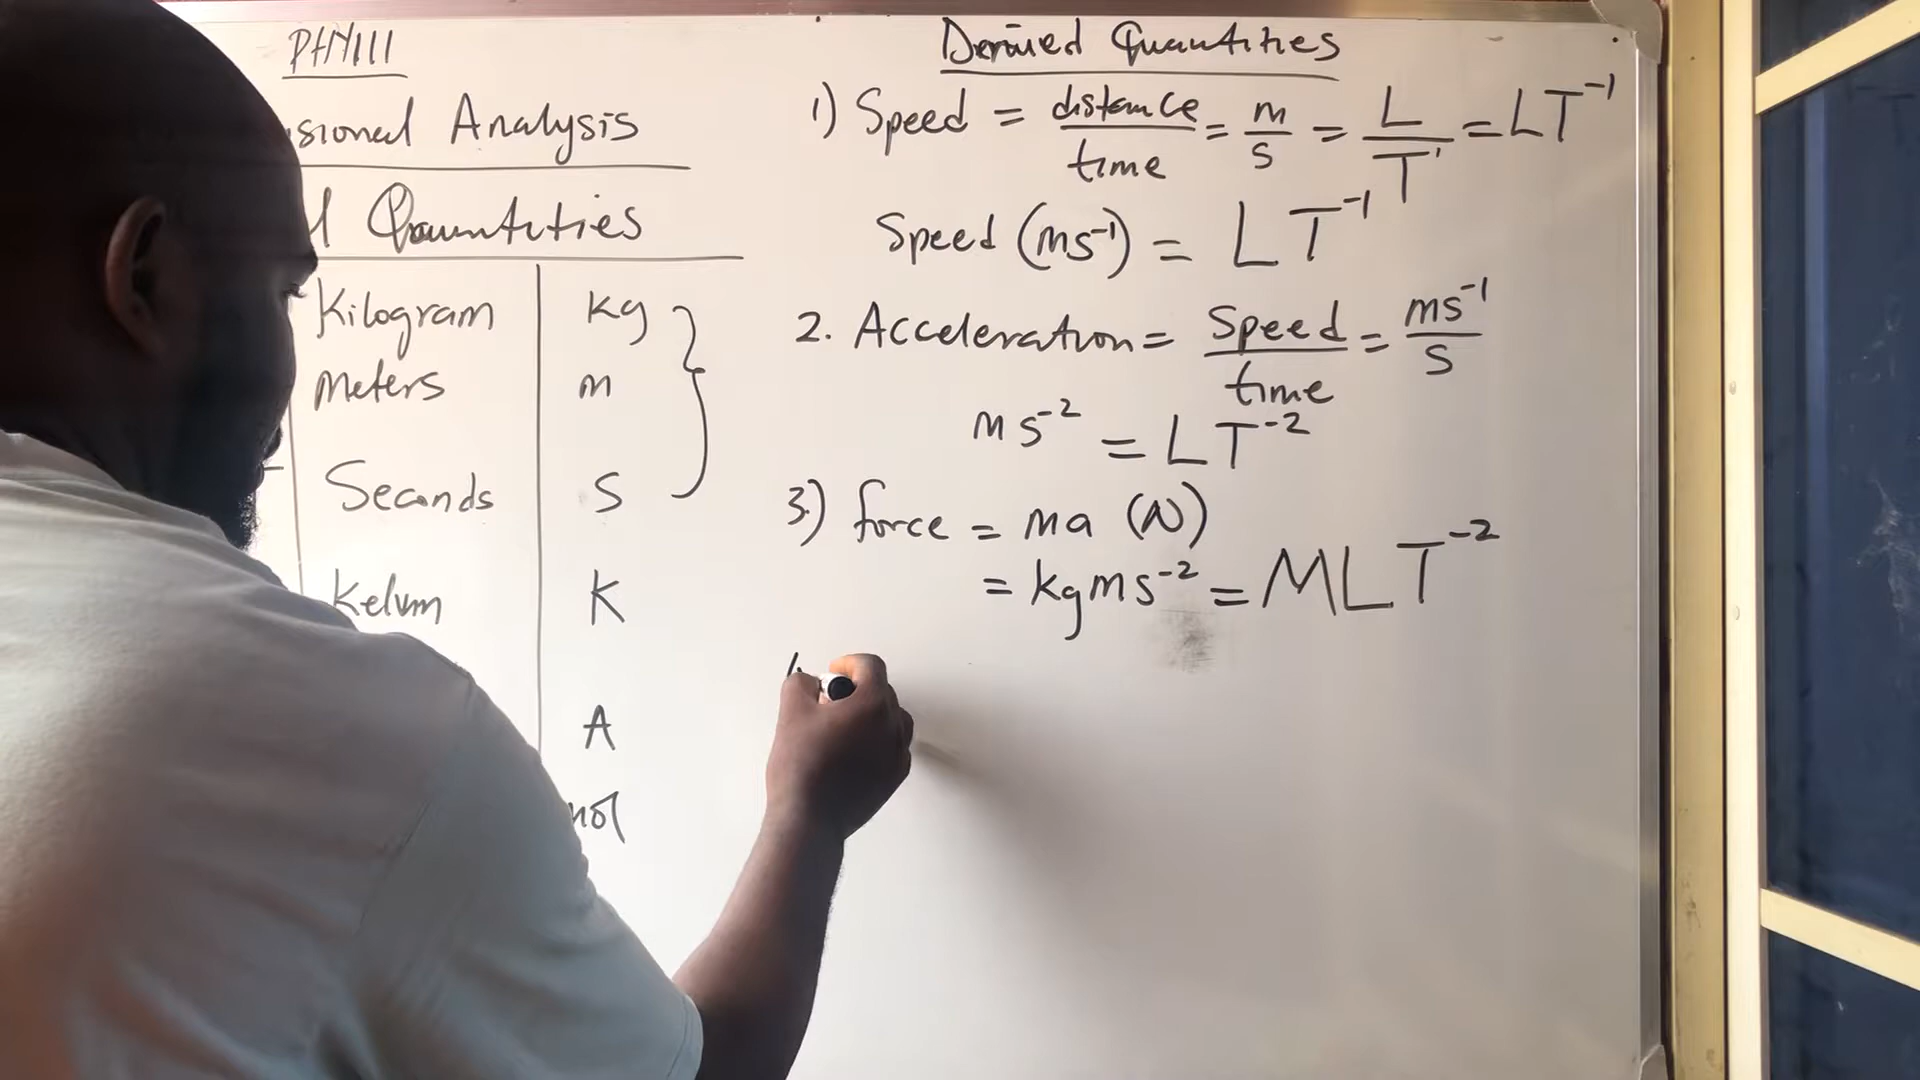 PHY111
sional Analysis
l Quantities
Kilogram kg
Meters m
Seconds S
Kelvin K
A
mol
Derived Quantities
1) Speed = distance/time = m/s = L/T¹ = LT⁻¹
Speed (ms⁻¹) = LT⁻¹
2. Acceleration = Speed/time = ms⁻¹/s
ms⁻² = LT⁻²
3.) force = ma (N)
= kgms⁻² = MLT⁻²